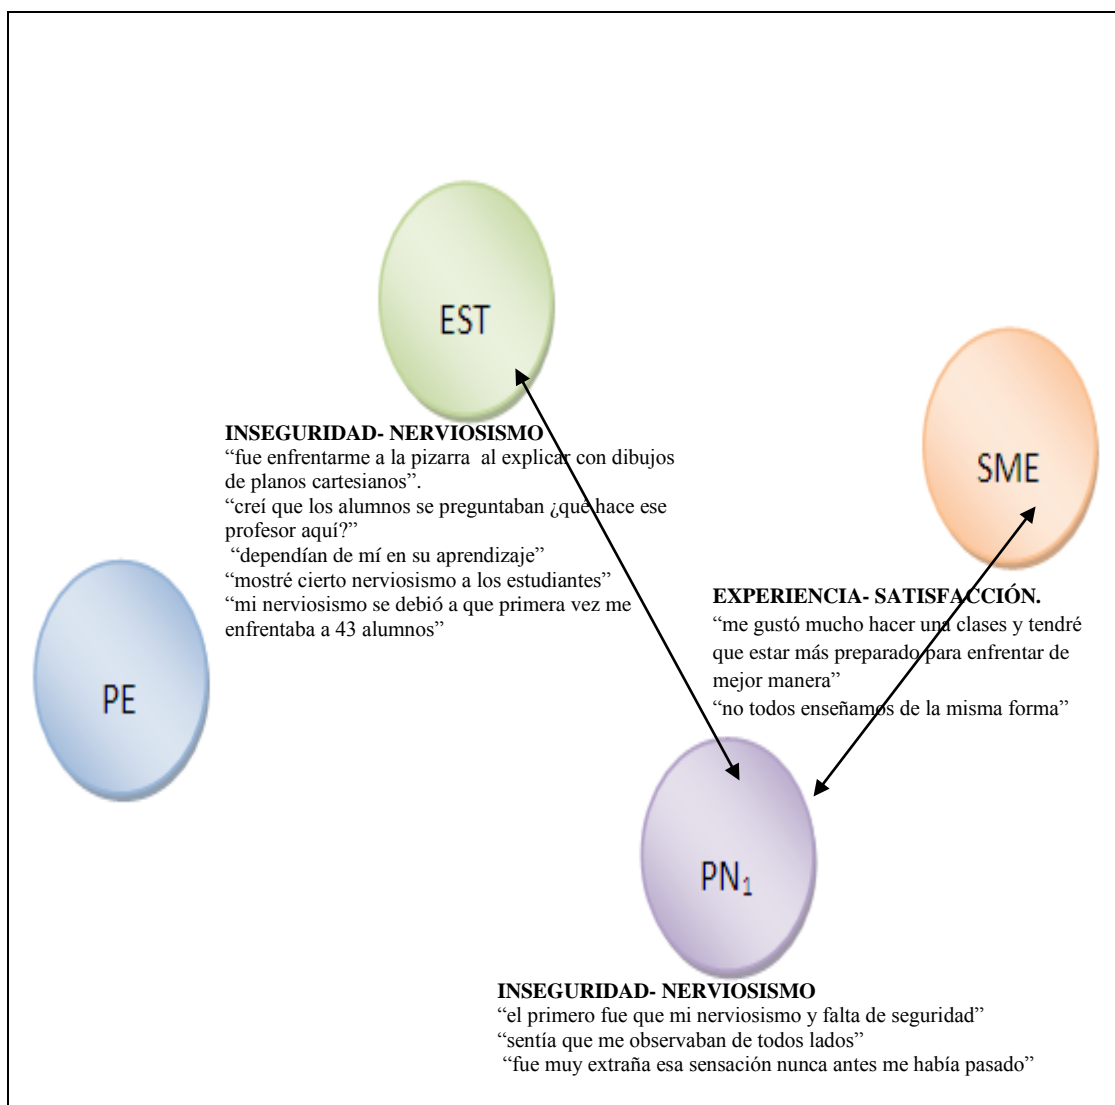 EST
SME
INSEGURIDAD- NERVIOSISMO
“fue enfrentarme a la pizarra al explicar con dibujos
de planos cartesianos”.
“creí que los alumnos se preguntaban ¿qué hace ese
profesor aquí?”
“dependían de mí en su aprendizaje”
“mostré cierto nerviosismo a los estudiantes”
“mi nerviosismo se debió a que primera vez me
enfrentaba a 43 alumnos”
EXPERIENCIA- SATISFACCIÓN.
“me gustó mucho hacer una clases y tendré
que estar más preparado para enfrentar de
mejor manera”
“no todos enseñamos de la misma forma”
PE
PN₁
INSEGURIDAD- NERVIOSISMO
“el primero fue que mi nerviosismo y falta de seguridad”
“sentía que me observaban de todos lados”
“fue muy extraña esa sensación nunca antes me había pasado”